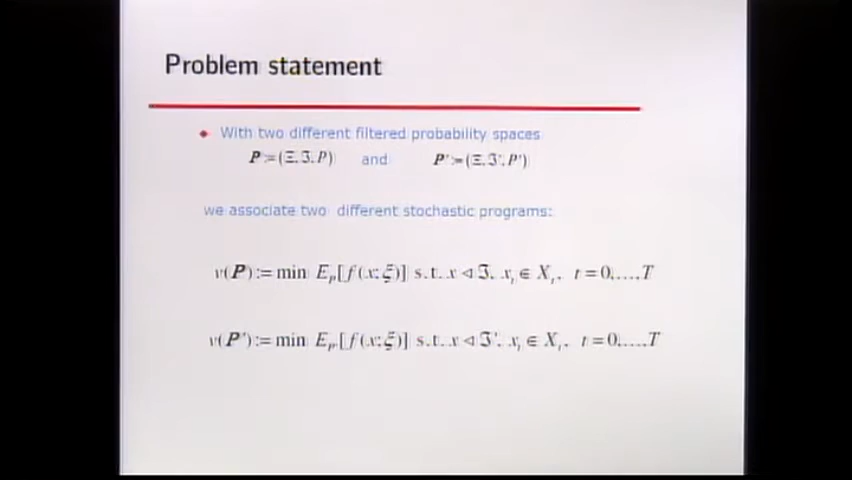 Problem statement
With two different filtered probability spaces
P := (Ξ, ℑ, P) and P' := (Ξ, ℑ', P')
we associate two different stochastic programs:
v(P) := min E_P[f(x;ξ)] s.t. x ◁ ℑ, x_t ∈ X_t, t = 0,...,T
v(P') := min E_P'[f(x;ξ)] s.t. x ◁ ℑ', x_t ∈ X_t, t = 0,...,T